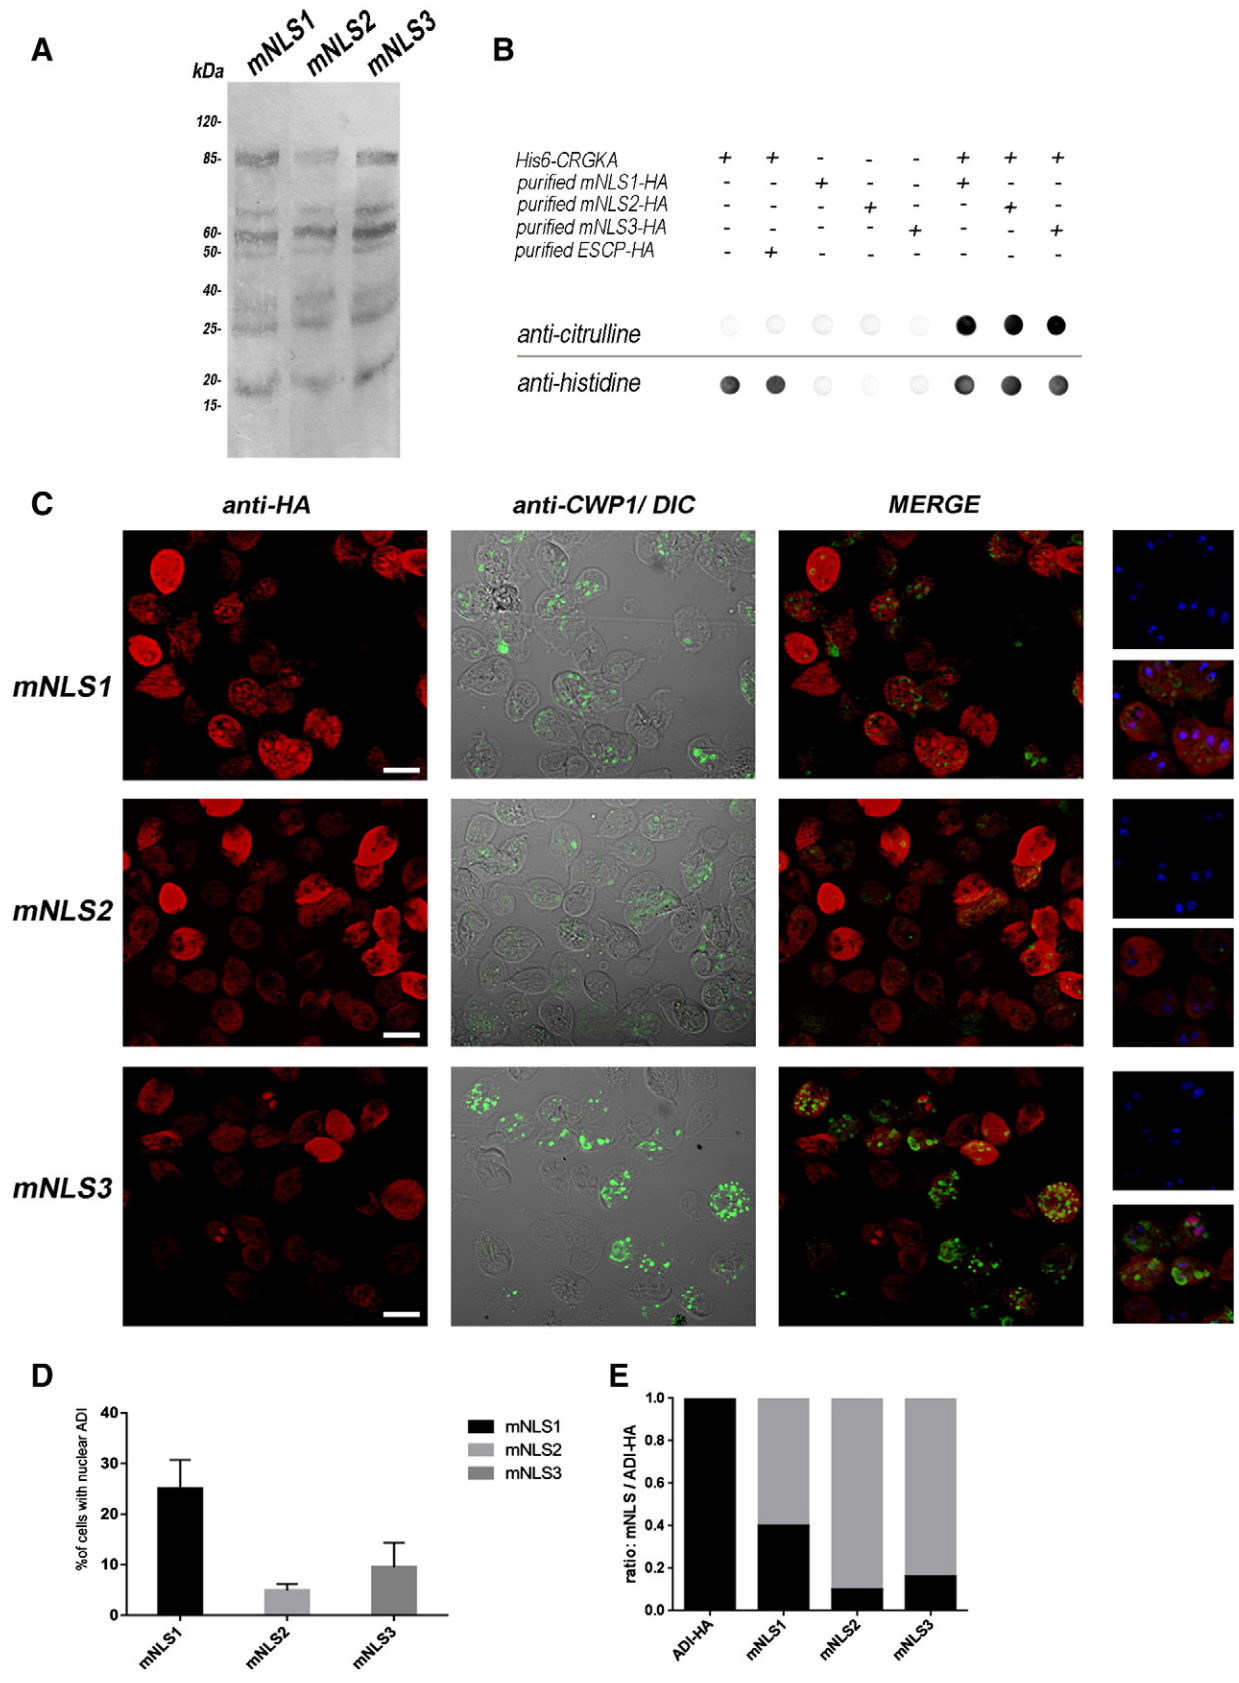 A
mNLS1 mNLS2 mNLS3
kDa
120-
85-
60-
50-
40-
25-
20-
15-
B
His6-CRGKA + + - - - + + +
purified mNLS1-HA - - + - - + - -
purified mNLS2-HA - - - + - - + -
purified mNLS3-HA - - - - + - - +
purified ESCP-HA - + - - - - - -
anti-citrulline
anti-histidine
C
anti-HA anti-CWP1/ DIC MERGE
mNLS1
mNLS2
mNLS3
D
%of cells with nuclear ADI
40
30
20
10
0
mNLS1 mNLS2 mNLS3
mNLS1
mNLS2
mNLS3
E
ratio: mNLS / ADI-HA
1.0
0.8
0.6
0.4
0.2
0.0
ADI-HA mNLS1 mNLS2 mNLS3